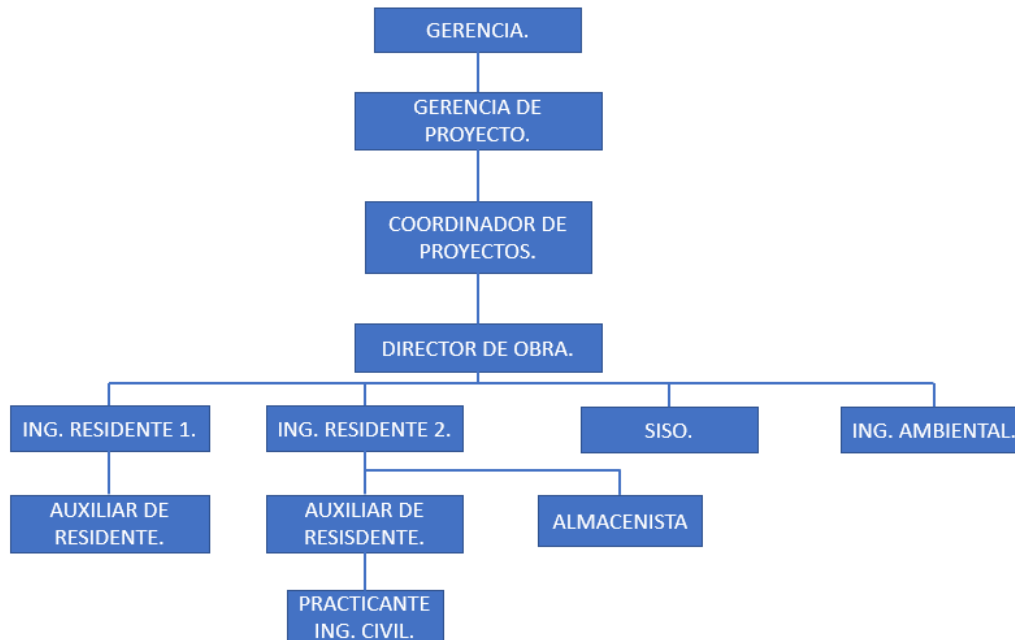 GERENCIA.
GERENCIA DE
PROYECTO.
COORDINADOR DE
PROYECTOS.
DIRECTOR DE OBRA.
ING. RESIDENTE 1.
ING. RESIDENTE 2.
SISO.
ING. AMBIENTAL.
AUXILIAR DE
RESIDENTE.
AUXILIAR DE
RESISDENTE.
ALMACENISTA
PRACTICANTE
ING. CIVIL.